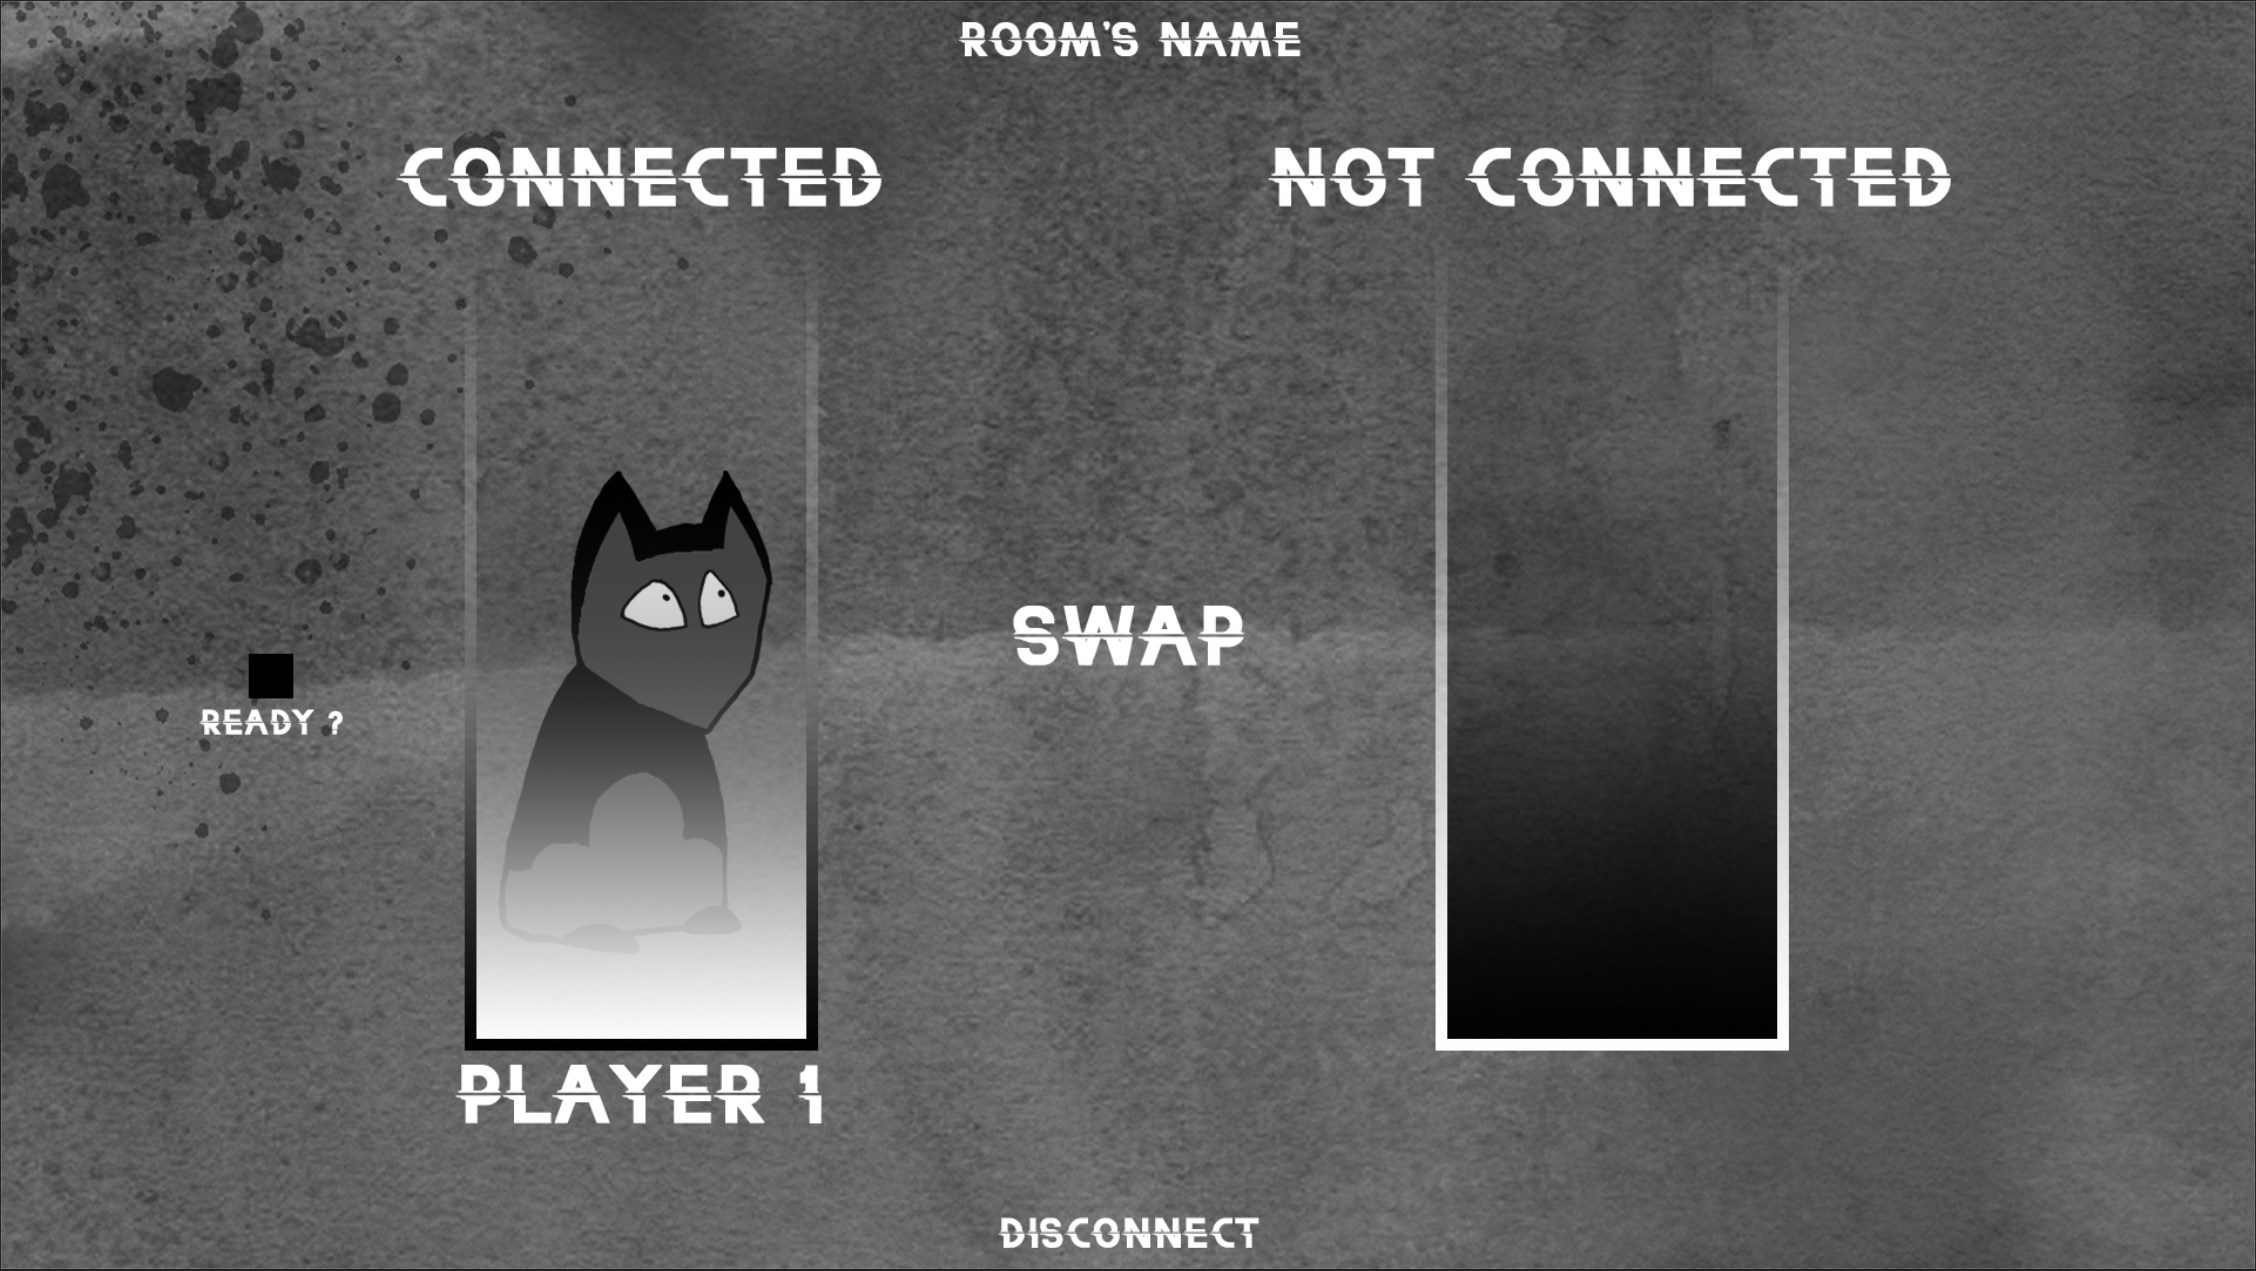 ROOM'S NAME
CONNECTED
NOT CONNECTED
SWAP
READY ?
PLAYER 1
DISCONNECT